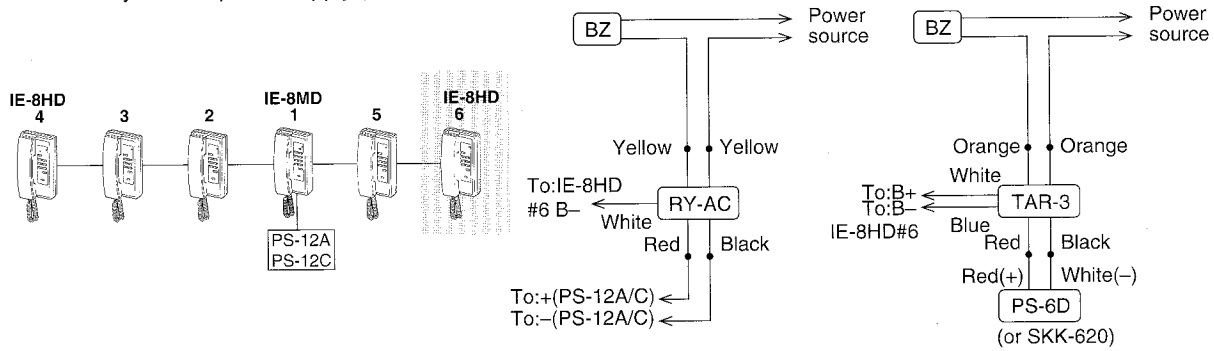 IE-8HD
4
3
2
IE-8MD
1
5
IE-8HD
6
PS-12A
PS-12C
BZ
Power
source
Yellow
Yellow
To:IE-8HD
#6 B–
White
RY-AC
Red
Black
To:+(PS-12A/C)
To:–(PS-12A/C)
BZ
Power
source
Orange
Orange
White
To:B+
To:B–
TAR-3
Blue
IE-8HD#6
Red
Black
Red(+)
White(–)
PS-6D
(or SKK-620)